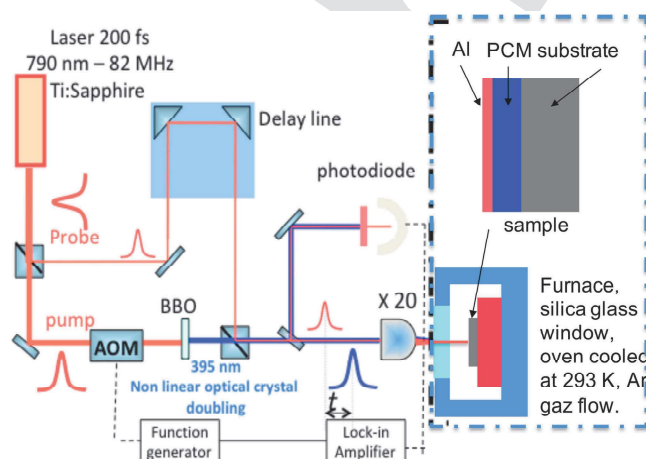 Laser 200 fs
790 nm – 82 MHz
Ti:Sapphire
Delay line
photodiode
Probe
pump
AOM
BBO
395 nm
Non linear optical crystal
doubling
X 20
t
Function
generator
Lock-in
Amplifier
Al PCM substrate
sample
Furnace,
silica glass
window,
oven cooled
at 293 K, Ar
gaz flow.